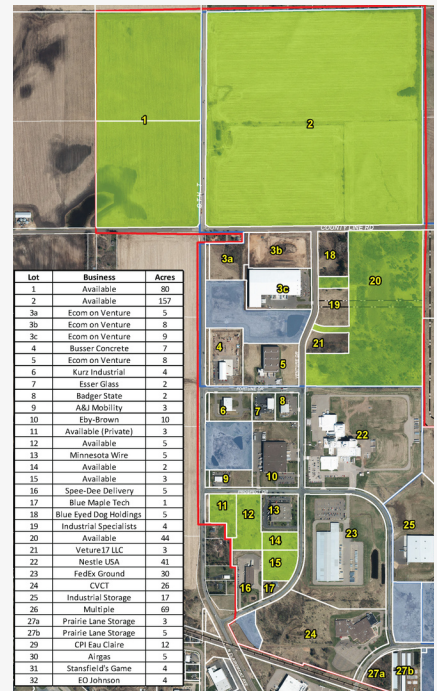 1
2
COUNTY LINE RD
3a
3b
3c
18
20
19
21
4
5
6
7
8
22
9
10
11
12
13
14
15
16
17
23
24
25
27a
27b
Lot Business Acres
1 Available 80
2 Available 157
3a Ecom on Venture 5
3b Ecom on Venture 8
3c Ecom on Venture 9
4 Busser Concrete 7
5 Ecom on Venture 8
6 Kurz Industrial 4
7 Esser Glass 2
8 Badger State 2
9 A&J Mobility 3
10 Eby-Brown 10
11 Available (Private) 3
12 Available 5
13 Minnesota Wire 5
14 Available 2
15 Available 3
16 Spee-Dee Delivery 5
17 Blue Maple Tech 1
18 Blue Eyed Dog Holdings 5
19 Industrial Specialists 4
20 Available 44
21 Veture17 LLC 3
22 Nestle USA 41
23 FedEx Ground 30
24 CVCT 26
25 Industrial Storage 17
26 Multiple 69
27a Prairie Lane Storage 3
27b Prairie Lane Storage 5
29 CPI Eau Claire 12
30 Airgas 5
31 Stansfield's Game 4
32 EO Johnson 4